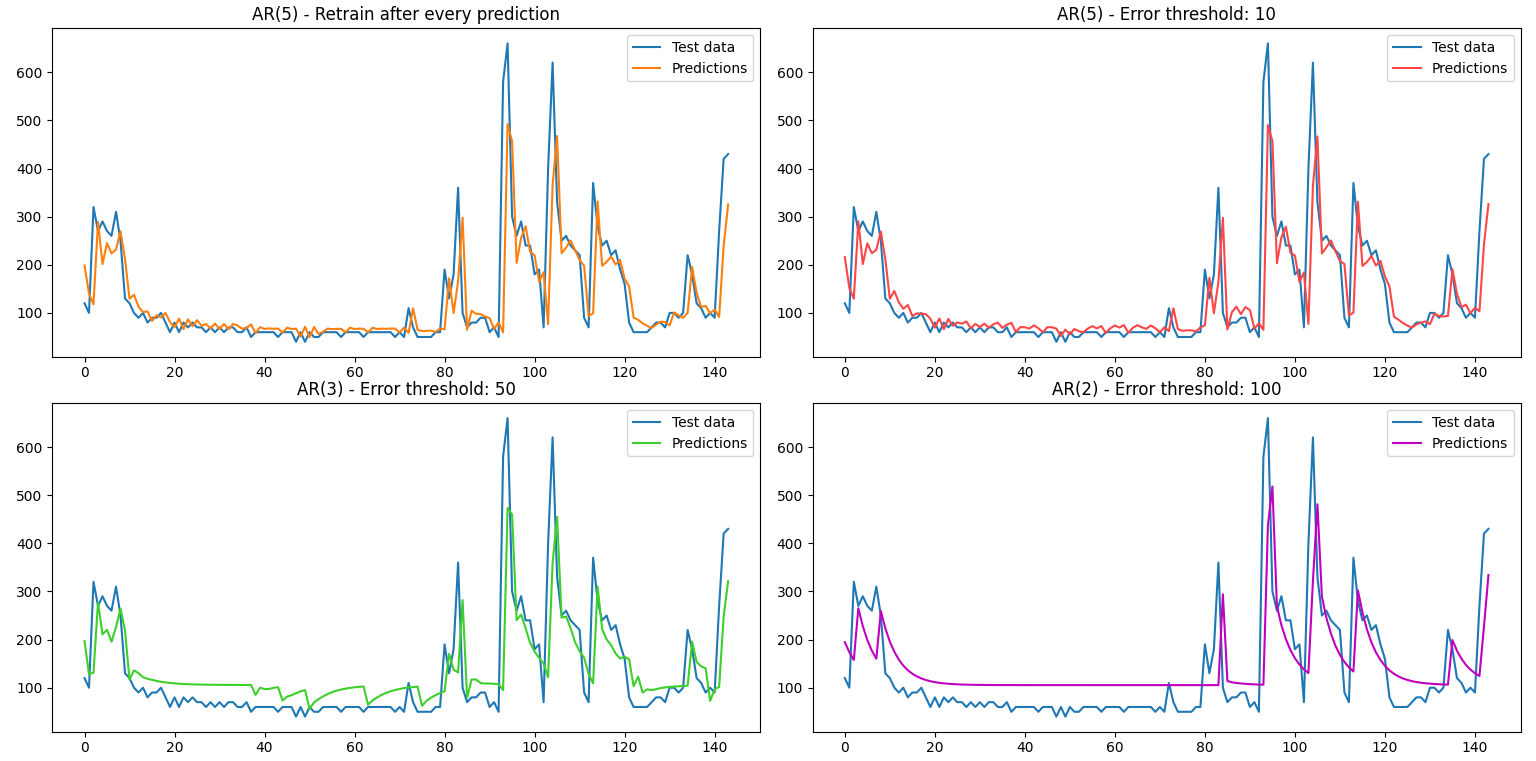 AR(5) - Retrain after every prediction
Test data
Predictions
600
500
400
300
200
100
0 20 40 60 80 100 120 140
AR(5) - Error threshold: 10
Test data
Predictions
600
500
400
300
200
100
0 20 40 60 80 100 120 140
AR(3) - Error threshold: 50
Test data
Predictions
600
500
400
300
200
100
0 20 40 60 80 100 120 140
AR(2) - Error threshold: 100
Test data
Predictions
600
500
400
300
200
100
0 20 40 60 80 100 120 140